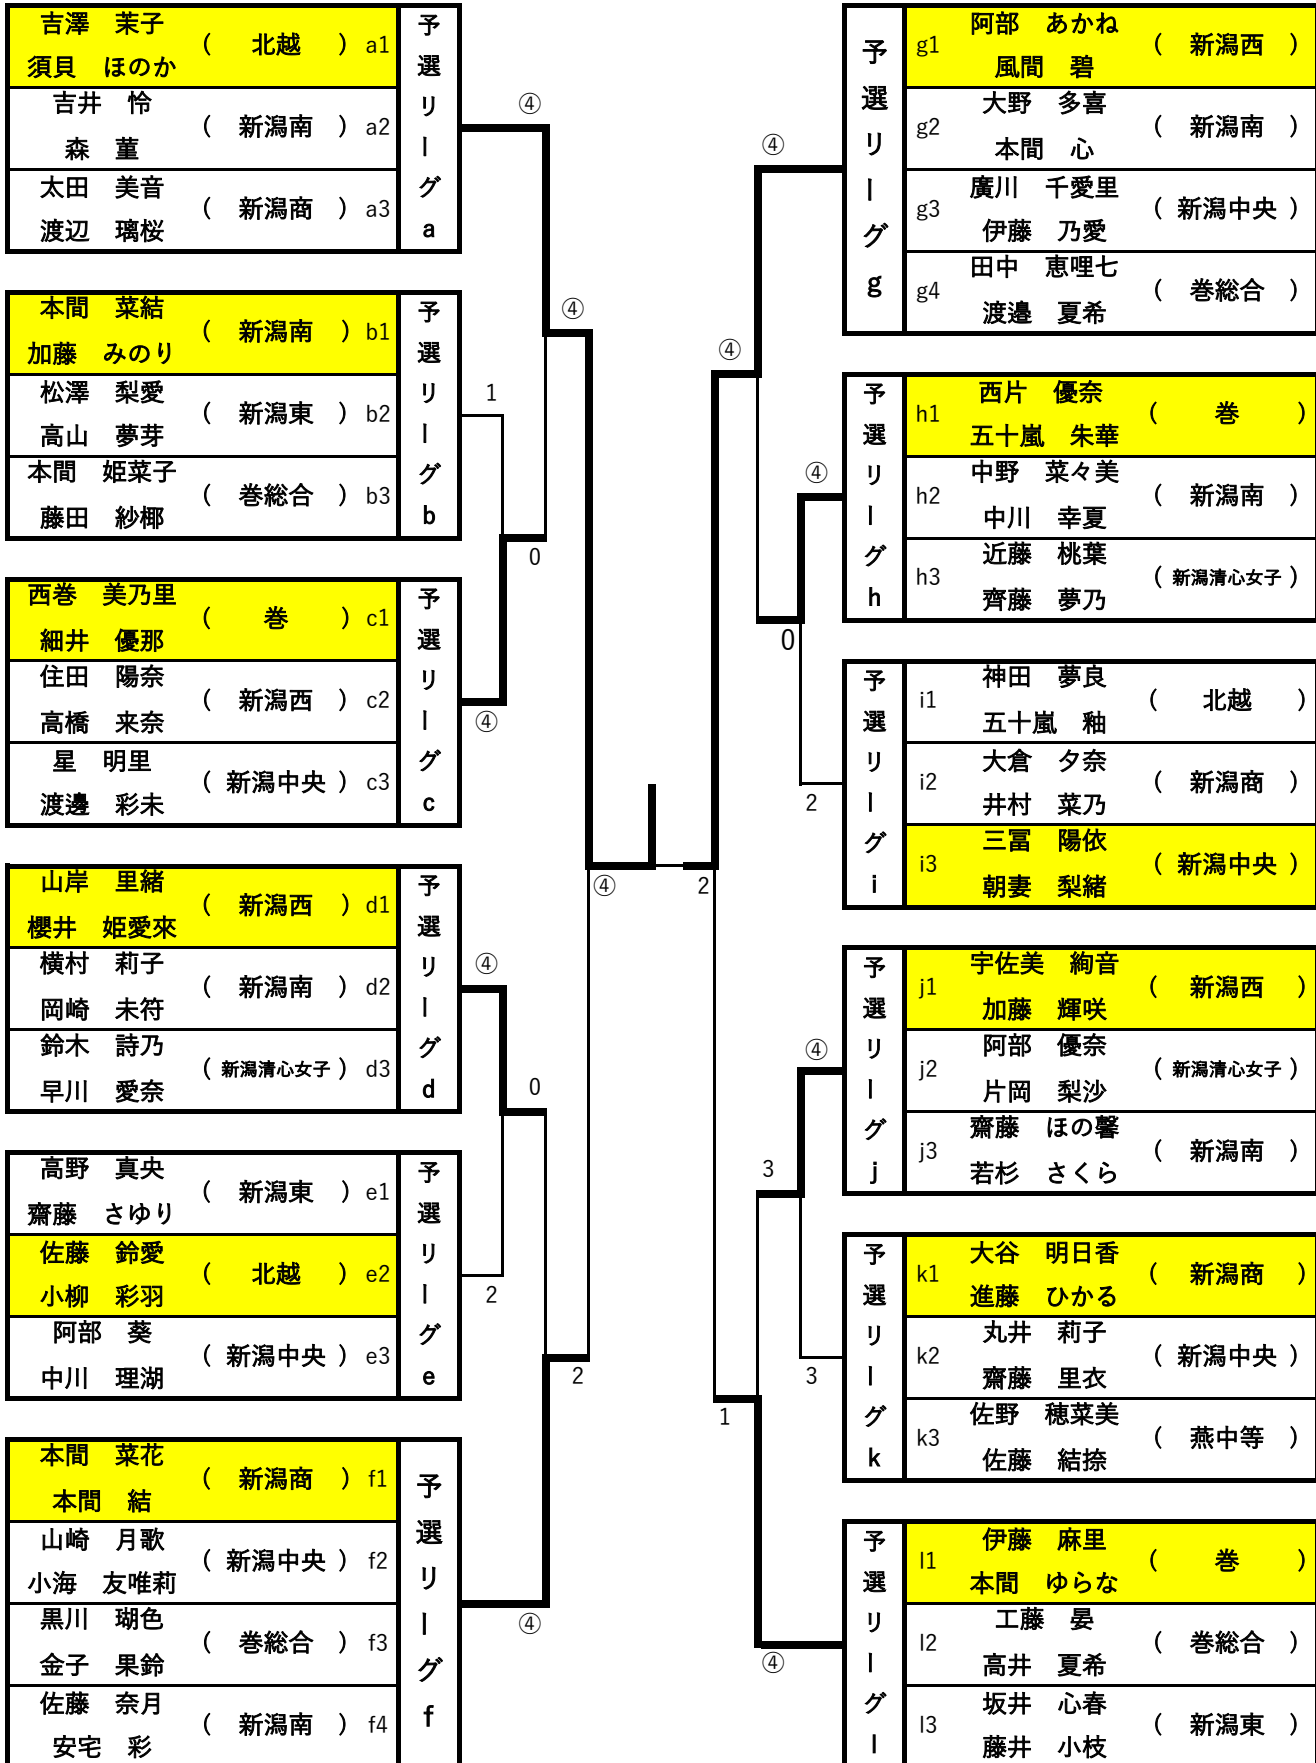 吉澤　茉子
須貝　ほのか
（　北越　）a1
吉井　怜
森　菫
（　新潟南　）a2
太田　美音
渡辺　璃桜
（　新潟商　）a3
予選リーグa
④
本間　菜結
加藤　みのり
（　新潟南　）b1
松澤　梨愛
高山　夢芽
（　新潟東　）b2
本間　姫菜子
藤田　紗椰
（　巻総合　）b3
予選リーグb
1
④
0
西巻　美乃里
細井　優那
（　巻　）c1
住田　陽奈
高橋　来奈
（　新潟西　）c2
星　明里
渡邊　彩未
（　新潟中央　）c3
予選リーグc
④
山岸　里緒
櫻井　姫愛來
（　新潟西　）d1
横村　莉子
岡崎　未符
（　新潟南　）d2
鈴木　詩乃
早川　愛奈
（　新潟清心女子　）d3
予選リーグd
④
0
④
高野　真央
齋藤　さゆり
（　新潟東　）e1
佐藤　鈴愛
小柳　彩羽
（　北越　）e2
阿部　葵
中川　理湖
（　新潟中央　）e3
予選リーグe
2
2
本間　菜花
本間　結
（　新潟商　）f1
山崎　月歌
小海　友唯莉
（　新潟中央　）f2
黒川　瑚色
金子　果鈴
（　巻総合　）f3
佐藤　奈月
安宅　彩
（　新潟南　）f4
予選リーグf
④
予選リーグg
g1
阿部　あかね
風間　碧
（　新潟西　）
g2
大野　多喜
本間　心
（　新潟南　）
g3
廣川　千愛里
伊藤　乃愛
（　新潟中央　）
g4
田中　恵哩七
渡邉　夏希
（　巻総合　）
④
④
予選リーグh
h1
西片　優奈
五十嵐　朱華
（　巻　）
h2
中野　菜々美
中川　幸夏
（　新潟南　）
h3
近藤　桃葉
齊藤　夢乃
（　新潟清心女子　）
④
0
予選リーグi
i1
神田　夢良
五十嵐　釉
（　北越　）
i2
大倉　夕奈
井村　菜乃
（　新潟商　）
i3
三冨　陽依
朝妻　梨緒
（　新潟中央　）
2
2
予選リーグj
j1
宇佐美　絢音
加藤　輝咲
（　新潟西　）
j2
阿部　優奈
片岡　梨沙
（　新潟清心女子　）
j3
齋藤　ほの馨
若杉　さくら
（　新潟南　）
④
3
予選リーグk
k1
大谷　明日香
進藤　ひかる
（　新潟商　）
k2
丸井　莉子
齋藤　里衣
（　新潟中央　）
k3
佐野　穂菜美
佐藤　結捺
（　燕中等　）
3
1
予選リーグl
l1
伊藤　麻里
本間　ゆらな
（　巻　）
l2
工藤　晏
高井　夏希
（　巻総合　）
l3
坂井　心春
藤井　小枝
（　新潟東　）
④